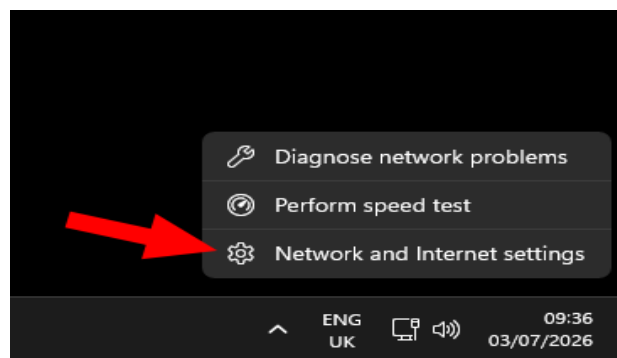 Diagnose network problems
Perform speed test
Network and Internet settings
ENG
UK
09:36
03/07/2026